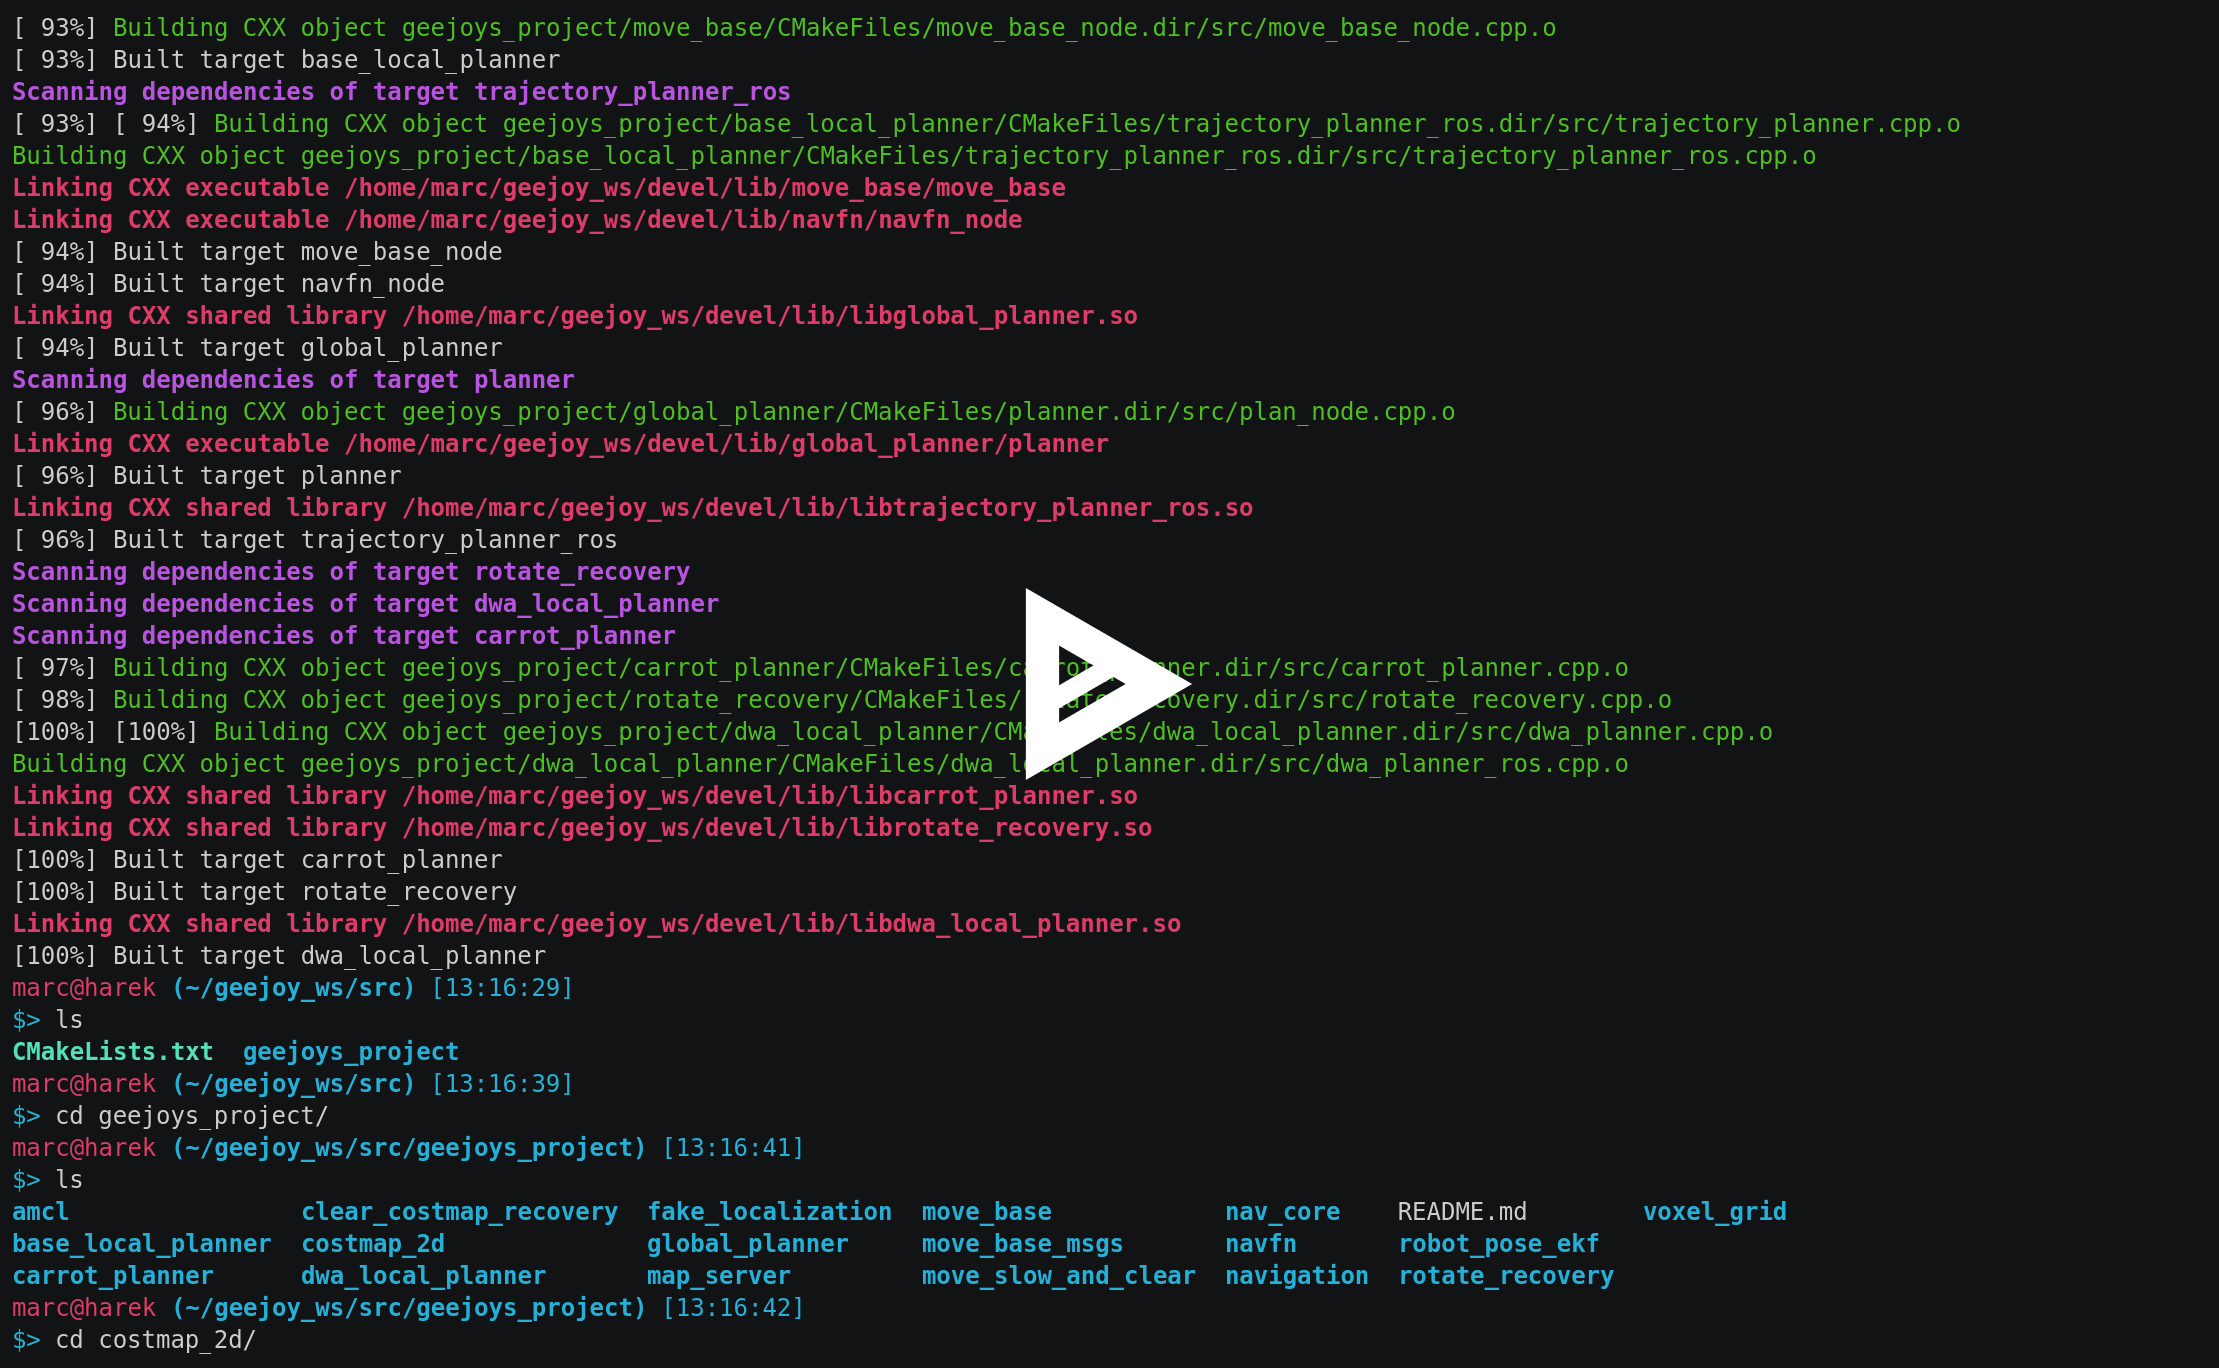 [ 93%] Building CXX object geejoys_project/move_base/CMakeFiles/move_base_node.dir/src/move_base_node.cpp.o
[ 93%] Built target base_local_planner
Scanning dependencies of target trajectory_planner_ros
[ 93%] [ 94%] Building CXX object geejoys_project/base_local_planner/CMakeFiles/trajectory_planner_ros.dir/src/trajectory_planner.cpp.o
Building CXX object geejoys_project/base_local_planner/CMakeFiles/trajectory_planner_ros.dir/src/trajectory_planner_ros.cpp.o
Linking CXX executable /home/marc/geejoy_ws/devel/lib/move_base/move_base
Linking CXX executable /home/marc/geejoy_ws/devel/lib/navfn/navfn_node
[ 94%] Built target move_base_node
[ 94%] Built target navfn_node
Linking CXX shared library /home/marc/geejoy_ws/devel/lib/libglobal_planner.so
[ 94%] Built target global_planner
Scanning dependencies of target planner
[ 96%] Building CXX object geejoys_project/global_planner/CMakeFiles/planner.dir/src/plan_node.cpp.o
Linking CXX executable /home/marc/geejoy_ws/devel/lib/global_planner/planner
[ 96%] Built target planner
Linking CXX shared library /home/marc/geejoy_ws/devel/lib/libtrajectory_planner_ros.so
[ 96%] Built target trajectory_planner_ros
Scanning dependencies of target rotate_recovery
Scanning dependencies of target dwa_local_planner
Scanning dependencies of target carrot_planner
[ 97%] Building CXX object geejoys_project/carrot_planner/CMakeFiles/carrot_planner.dir/src/carrot_planner.cpp.o
[ 98%] Building CXX object geejoys_project/rotate_recovery/CMakeFiles/rotate_recovery.dir/src/rotate_recovery.cpp.o
[100%] [100%] Building CXX object geejoys_project/dwa_local_planner/CMakeFiles/dwa_local_planner.dir/src/dwa_planner.cpp.o
Building CXX object geejoys_project/dwa_local_planner/CMakeFiles/dwa_local_planner.dir/src/dwa_planner_ros.cpp.o
Linking CXX shared library /home/marc/geejoy_ws/devel/lib/libcarrot_planner.so
Linking CXX shared library /home/marc/geejoy_ws/devel/lib/librotate_recovery.so
[100%] Built target carrot_planner
[100%] Built target rotate_recovery
Linking CXX shared library /home/marc/geejoy_ws/devel/lib/libdwa_local_planner.so
[100%] Built target dwa_local_planner
marc@harek (~/geejoy_ws/src) [13:16:29]
$> ls
CMakeLists.txt  geejoys_project
marc@harek (~/geejoy_ws/src) [13:16:39]
$> cd geejoys_project/
marc@harek (~/geejoy_ws/src/geejoys_project) [13:16:41]
$> ls
amcl                clear_costmap_recovery  fake_localization  move_base            nav_core    README.md        voxel_grid
base_local_planner  costmap_2d              global_planner     move_base_msgs       navfn       robot_pose_ekf
carrot_planner      dwa_local_planner       map_server         move_slow_and_clear  navigation  rotate_recovery
marc@harek (~/geejoy_ws/src/geejoys_project) [13:16:42]
$> cd costmap_2d/